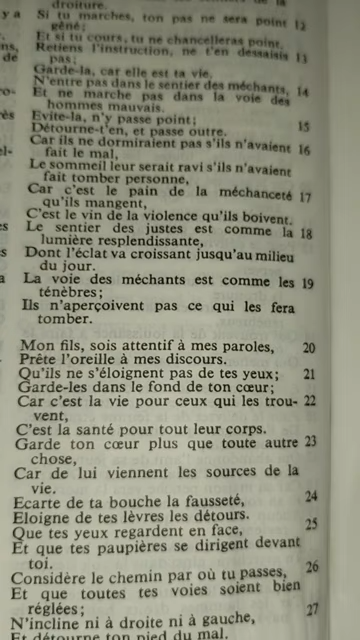 droiture.
Si tu marches, ton pas ne sera point 12
gêné;
Et si tu cours, tu ne chancelleras point.
Retiens l'instruction, ne t'en dessaisis 13
pas;
Garde-la, car elle est ta vie.
N'entre pas dans le sentier des méchants, 14
Et ne marche pas dans la voie des
hommes mauvais.
Evite-la, n'y passe point; 15
Détourne-t'en, et passe outre.
Car ils ne dormiraient pas s'ils n'avaient 16
fait le mal,
Le sommeil leur serait ravi s'ils n'avaient
fait tomber personne,
Car c'est le pain de la méchanceté 17
qu'ils mangent,
C'est le vin de la violence qu'ils boivent.
Le sentier des justes est comme la 18
lumière resplendissante,
Dont l'éclat va croissant jusqu'au milieu
du jour.
La voie des méchants est comme les 19
ténèbres;
Ils n'aperçoivent pas ce qui les fera
tomber.
Mon fils, sois attentif à mes paroles, 20
Prête l'oreille à mes discours.
Qu'ils ne s'éloignent pas de tes yeux; 21
Garde-les dans le fond de ton cœur;
Car c'est la vie pour ceux qui les trou- 22
vent,
C'est la santé pour tout leur corps.
Garde ton cœur plus que toute autre 23
chose,
Car de lui viennent les sources de la
vie.
Ecarte de ta bouche la fausseté, 24
Eloigne de tes lèvres les détours.
Que tes yeux regardent en face, 25
Et que tes paupières se dirigent devant
toi.
Considère le chemin par où tu passes, 26
Et que toutes tes voies soient bien
réglées;
N'incline ni à droite ni à gauche, 27
Et détourne ton pied du mal.